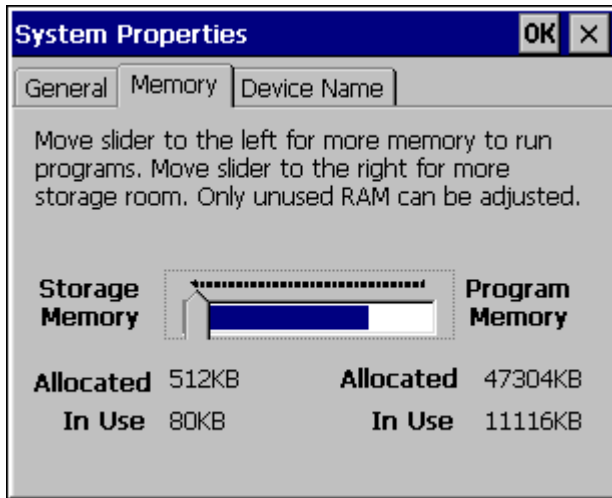 System Properties OK ×
General Memory Device Name
Move slider to the left for more memory to run
programs. Move slider to the right for more
storage room. Only unused RAM can be adjusted.
Storage Program
Memory Memory
Allocated 512KB Allocated 47304KB
In Use 80KB In Use 11116KB